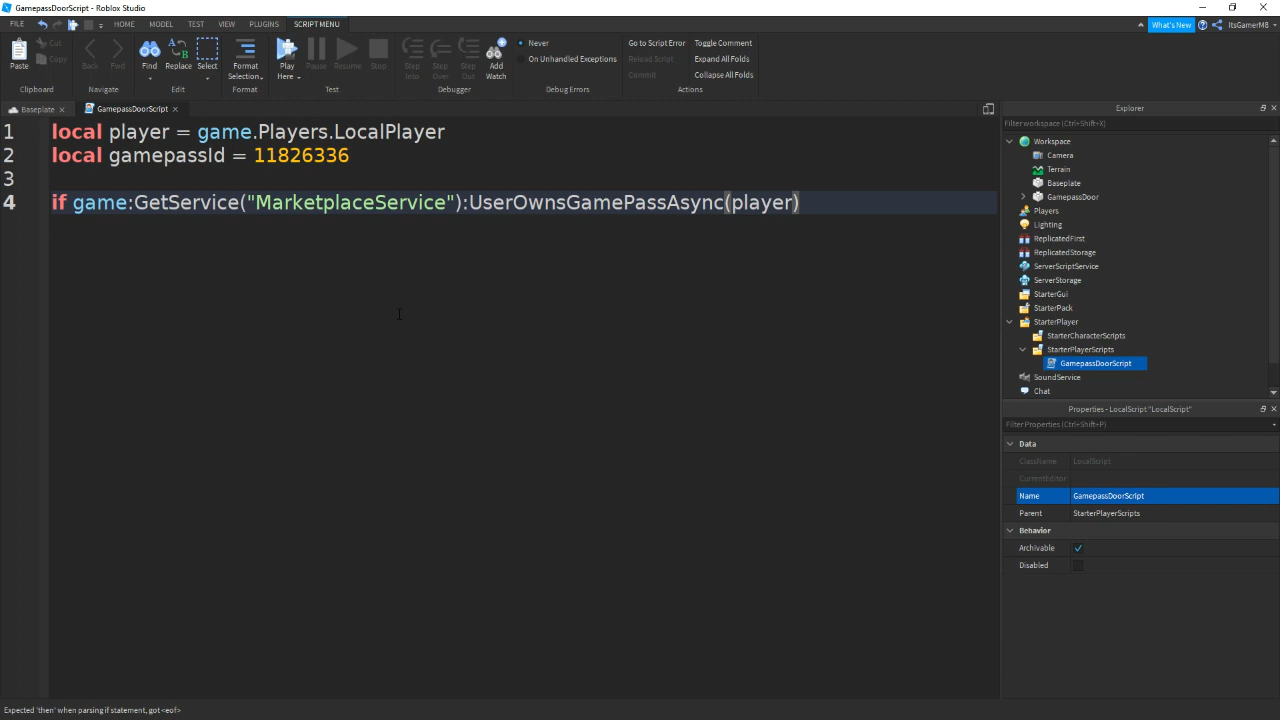 GamepassDoorScript - Roblox Studio
FILE HOME MODEL TEST VIEW PLUGINS SCRIPT MENU What's New ItsGamerMB
Paste Cut Copy
Back Fwd
Find Replace Select
Format Selection
Play Here Pause Resume Stop
Step Into Step Over Step Out Add Watch
Never
On Unhandled Exceptions
Go to Script Error
Reload Script
Commit
Toggle Comment
Expand All Folds
Collapse All Folds
Clipboard Navigate Edit Format Test Debugger Debug Errors Actions
Baseplate GamepassDoorScript
1 local player = game.Players.LocalPlayer
2 local gamepassId = 11826336
3
4 if game:GetService("MarketplaceService"):UserOwnsGamePassAsync(player)
Explorer
Filter workspace (Ctrl+Shift+X)
Workspace
Camera
Terrain
Baseplate
GamepassDoor
Players
Lighting
ReplicatedFirst
ReplicatedStorage
ServerScriptService
ServerStorage
StarterGui
StarterPack
StarterPlayer
StarterCharacterScripts
StarterPlayerScripts
GamepassDoorScript
SoundService
Chat
Properties - LocalScript "LocalScript"
Filter Properties (Ctrl+Shift+P)
Data
ClassName LocalScript
CurrentEditor
Name GamepassDoorScript
Parent StarterPlayerScripts
Behavior
Archivable
Disabled
Expected 'then' when parsing if statement, got <eof>